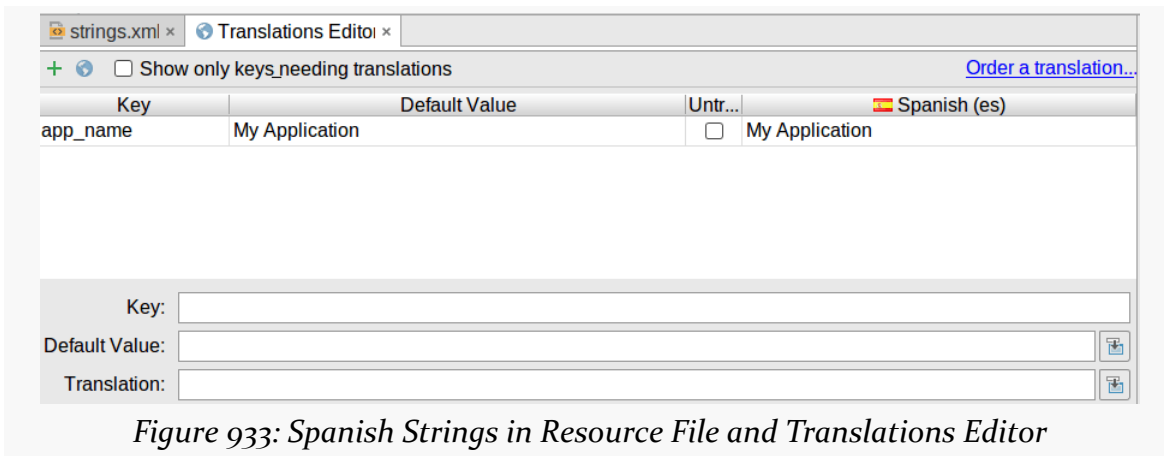 strings.xml × Translations Editor ×
Show only keys needing translations Order a translation...
Key Default Value Untr... Spanish (es)
app_name My Application My Application
Key:
Default Value:
Translation:
Figure 933: Spanish Strings in Resource File and Translations Editor